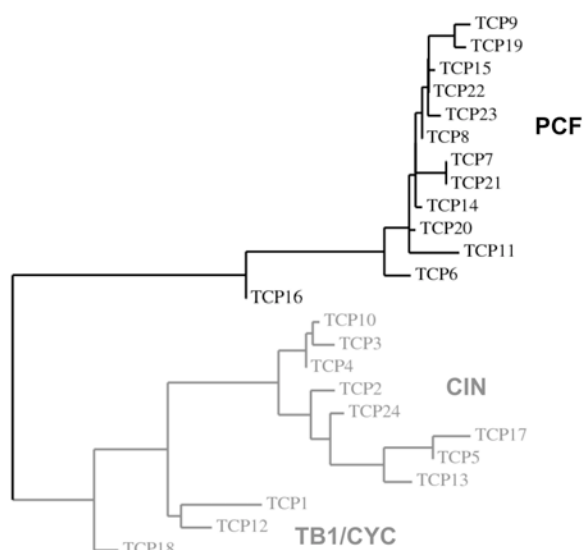 TCP9
TCP19
TCP15
TCP22
TCP23
PCF
TCP8
TCP7
TCP21
TCP14
TCP20
TCP11
TCP6
TCP16
TCP10
TCP3
TCP4
TCP2
CIN
TCP24
TCP17
TCP5
TCP13
TCP1
TCP12
TB1/CYC
TCP18